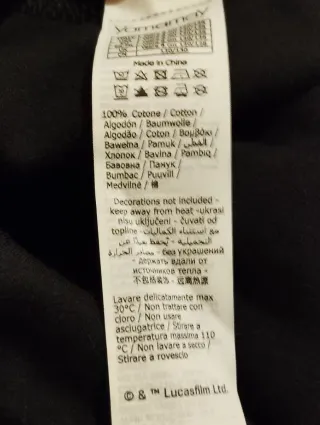 Made in China
100% Cotone / Cotton /
Algodón / Baumwolle /
Algodão / Coton / Βαμβάκι /
Bawełna / Pamuk / القطن /
Хлопок / Bavlna / Pambiq /
Бавовна / Памук /
Bumbac / Puuvill /
Medvilnė / 棉
Decorations not included -
keep away from heat -ukrasi
nisu uključeni - čuvati od
topline -
- без украшений
- держать вдали от
источников тепла -
不包括装饰 - 远离热源
Lavare delicatamente max
30°C / Non trattare con
cloro / Non usare
asciugatrice / Stirare a
temperatura massima 110
°C / Non lavare a secco /
Stirare a rovescio
© & ™ Lucasfilm Ltd.